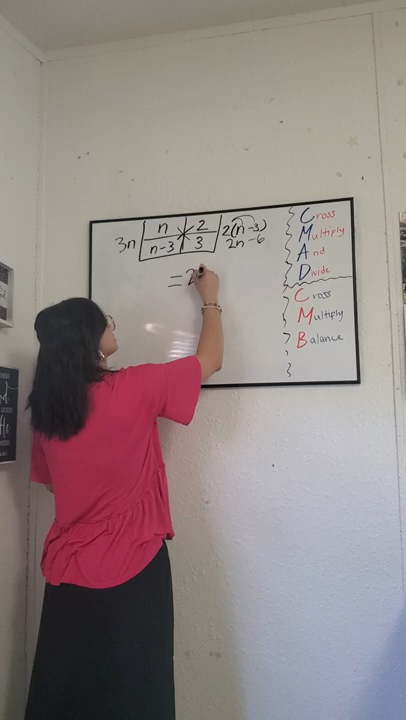 3n n 2 2(n-3)
n-3 3 2n-6
= 2
Cross
Multiply
And
Divide
Cross
Multiply
Balance